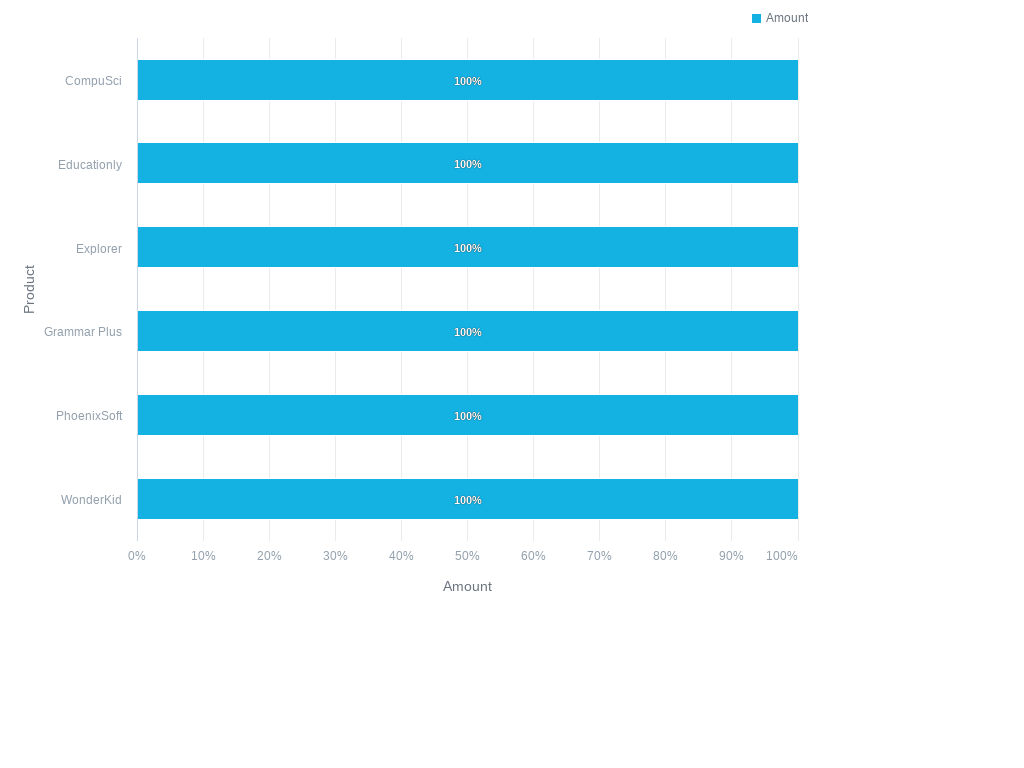 Amount
CompuSci
100%
Educationly
100%
Explorer
100%
Product
Grammar Plus
100%
PhoenixSoft
100%
WonderKid
100%
0% 10% 20% 30% 40% 50% 60% 70% 80% 90% 100%
Amount